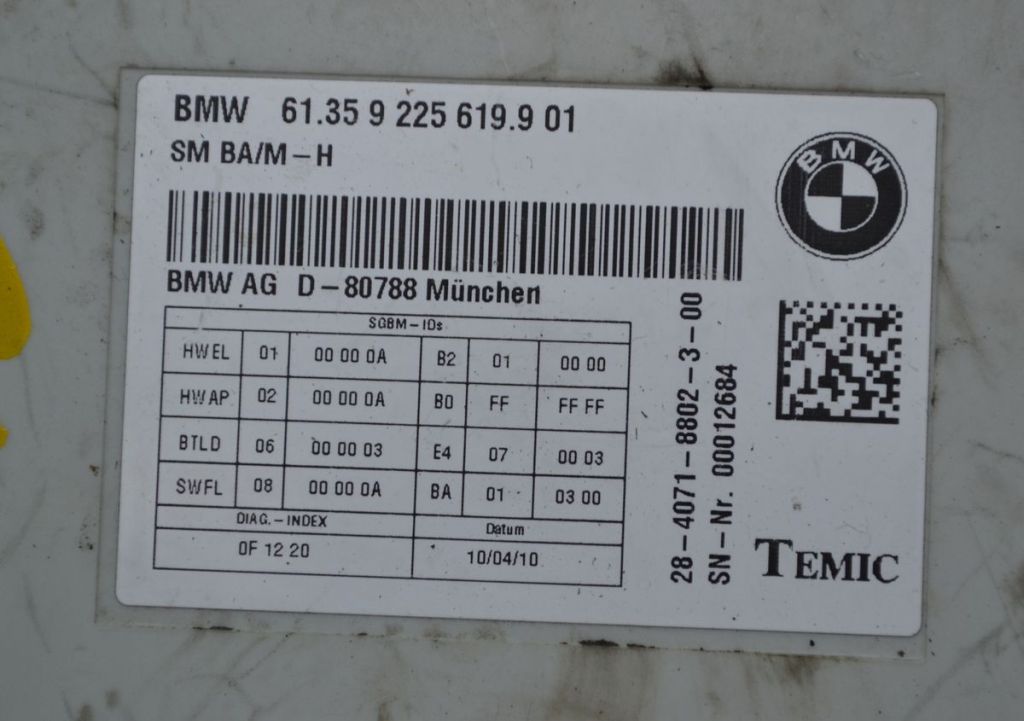 BMW 61.35 9 225 619.9 01
SM BA/M-H
BMW
BMW AG D-80788 München
SGBM-IDs
HWEL 01 00 00 0A B2 01 00 00
HWAP 02 00 00 0A B0 FF FF FF
BTLD 06 00 00 03 E4 07 00 03
SWFL 08 00 00 0A BA 01 03 00
DIAG.-INDEX Datum
0F 12 20 10/04/10
28-4071-8802-3-00
SN-Nr. 00012684
TEMIC